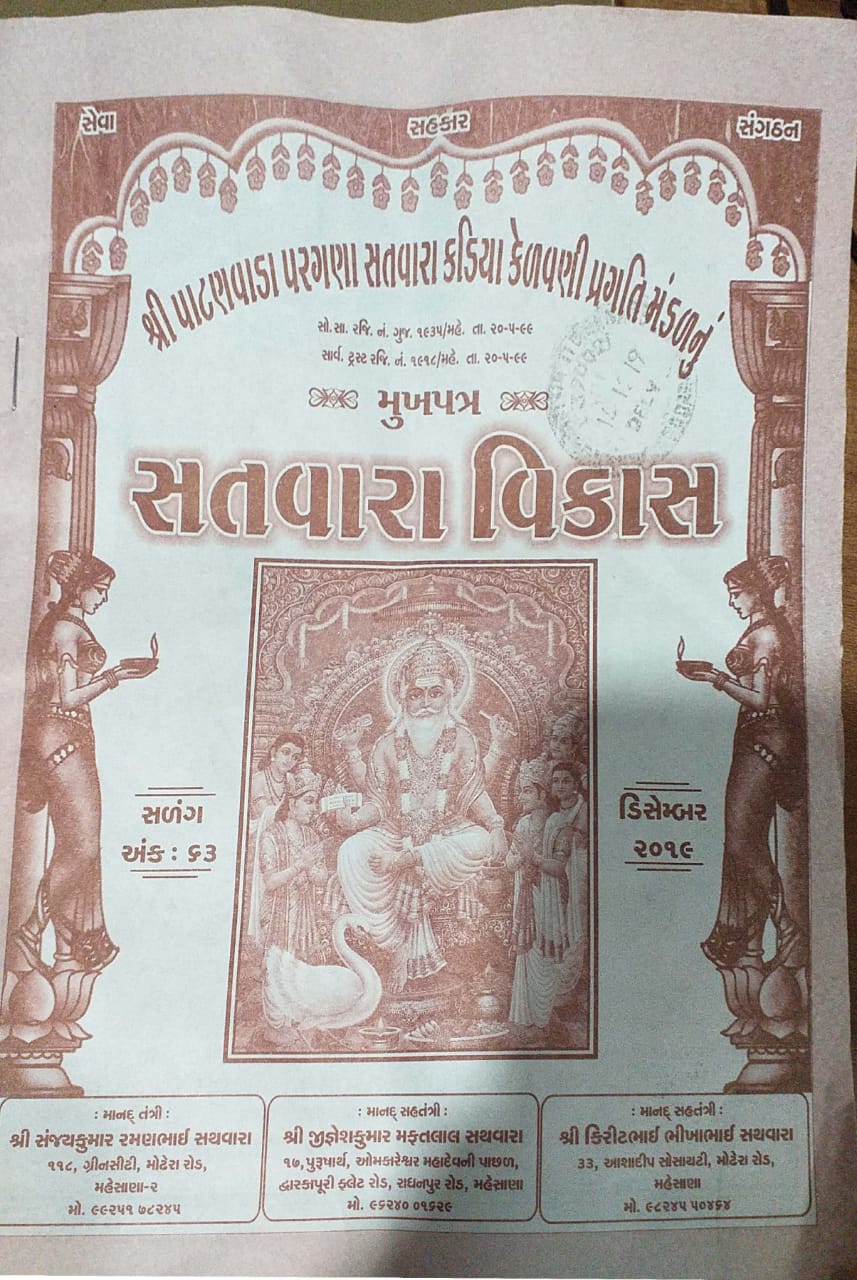 સેવા
સહકાર
સંગઠન
શ્રી પાટણવાડા પરગણા સતવારા કડિયા કેળવણી પ્રગતિ મંડળનું
સૌ.સા. રજિ. નં. ગુજ. ૧૯૩૫/મહે. તા. ૨૦-૫-૯૯
સાર્વ. ટ્રસ્ટ રજિ. નં. ૧૯૧૮/મહે. તા. ૨૦-૫-૯૯
મુખપત્ર
સતવારા વિકાસ
સળંગ
અંક : ૬૩
ડિસેમ્બર
૨૦૧૯
: માનદ્ તંત્રી :
શ્રી સંજયકુમાર રમણભાઈ સથવારા
૧૧૮, ગ્રીનસીટી, મોઢેરા રોડ,
મહેસાણા-૨
મો. ૯૯૨૫૧ ૭૮૨૪૫
: માનદ્ સહતંત્રી :
શ્રી જીજ્ઞેશકુમાર મફતલાલ સથવારા
૧૭,પુરૂષાર્થ, ઓમકારેશ્વર મહાદેવની પાછળ,
દ્વારકાપૂરી ફ્લેટ રોડ, રાધનપુર રોડ, મહેસાણા
મો. ૯૬૨૪૦ ૦૧૬૨૯
: માનદ્ સહતંત્રી :
શ્રી કિરીટભાઈ ભીખાભાઈ સથવારા
૩૩, આશાદીપ સોસાયટી, મોઢેરા રોડ,
મહેસાણા
મો. ૯૮૨૪૫ ૫૦૪૬૪